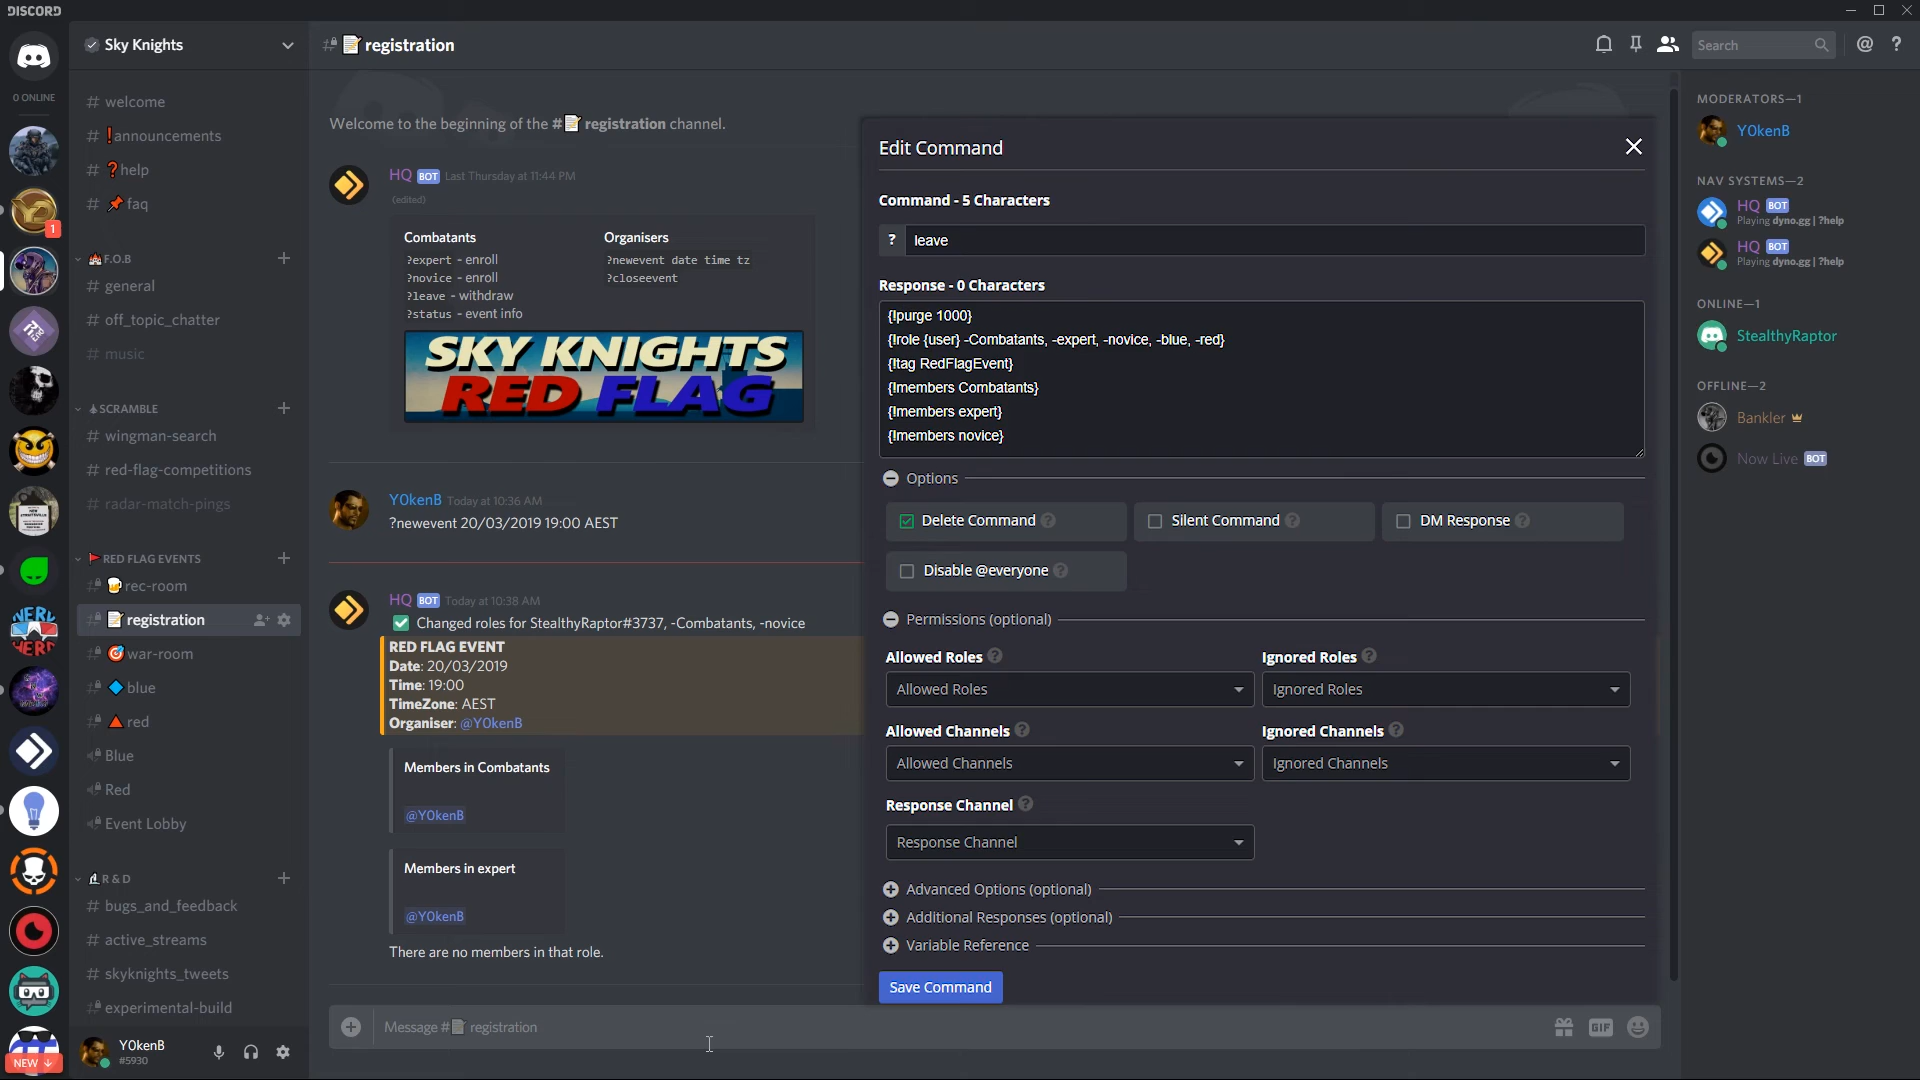 DISCORD
0 ONLINE
1
NEW
Sky Knights
# welcome
# announcements
# help
# faq
F.O.B
# general
# off_topic_chatter
# music
SCRAMBLE
# wingman-search
# red-flag-competitions
# radar-match-pings
RED FLAG EVENTS
rec-room
registration
war-room
blue
red
Blue
Red
Event Lobby
R & D
# bugs_and_feedback
# active_streams
# skyknights_tweets
experimental-build
Y0kenB
#5930
registration
Search
Welcome to the beginning of the # registration channel.
HQ BOT Last Thursday at 11:44 PM
(edited)
Combatants
?expert - enroll
?novice - enroll
?leave - withdraw
?status - event info
Organisers
?newevent date time tz
?closeevent
SKY KNIGHTS
RED FLAG
Y0kenB Today at 10:36 AM
?newevent 20/03/2019 19:00 AEST
HQ BOT Today at 10:38 AM
Changed roles for StealthyRaptor#3737, -Combatants, -novice
RED FLAG EVENT
Date: 20/03/2019
Time: 19:00
TimeZone: AEST
Organiser: @Y0kenB
Members in Combatants
@Y0kenB
Members in expert
@Y0kenB
There are no members in that role.
Message # registration
GIF
Edit Command
Command - 5 Characters
? leave
Response - 0 Characters
{!purge 1000}
{!role {user} -Combatants, -expert, -novice, -blue, -red}
{!tag RedFlagEvent}
{!members Combatants}
{!members expert}
{!members novice}
Options
Delete Command ? Silent Command ? DM Response ?
Disable @everyone ?
Permissions (optional)
Allowed Roles ? Ignored Roles ?
Allowed Roles Ignored Roles
Allowed Channels ? Ignored Channels ?
Allowed Channels Ignored Channels
Response Channel ?
Response Channel
Advanced Options (optional)
Additional Responses (optional)
Variable Reference
Save Command
MODERATORS—1
Y0kenB
NAV SYSTEMS—2
HQ BOT
Playing dyno.gg | ?help
HQ BOT
Playing dyno.gg | ?help
ONLINE—1
StealthyRaptor
OFFLINE—2
Bankler
Now Live BOT